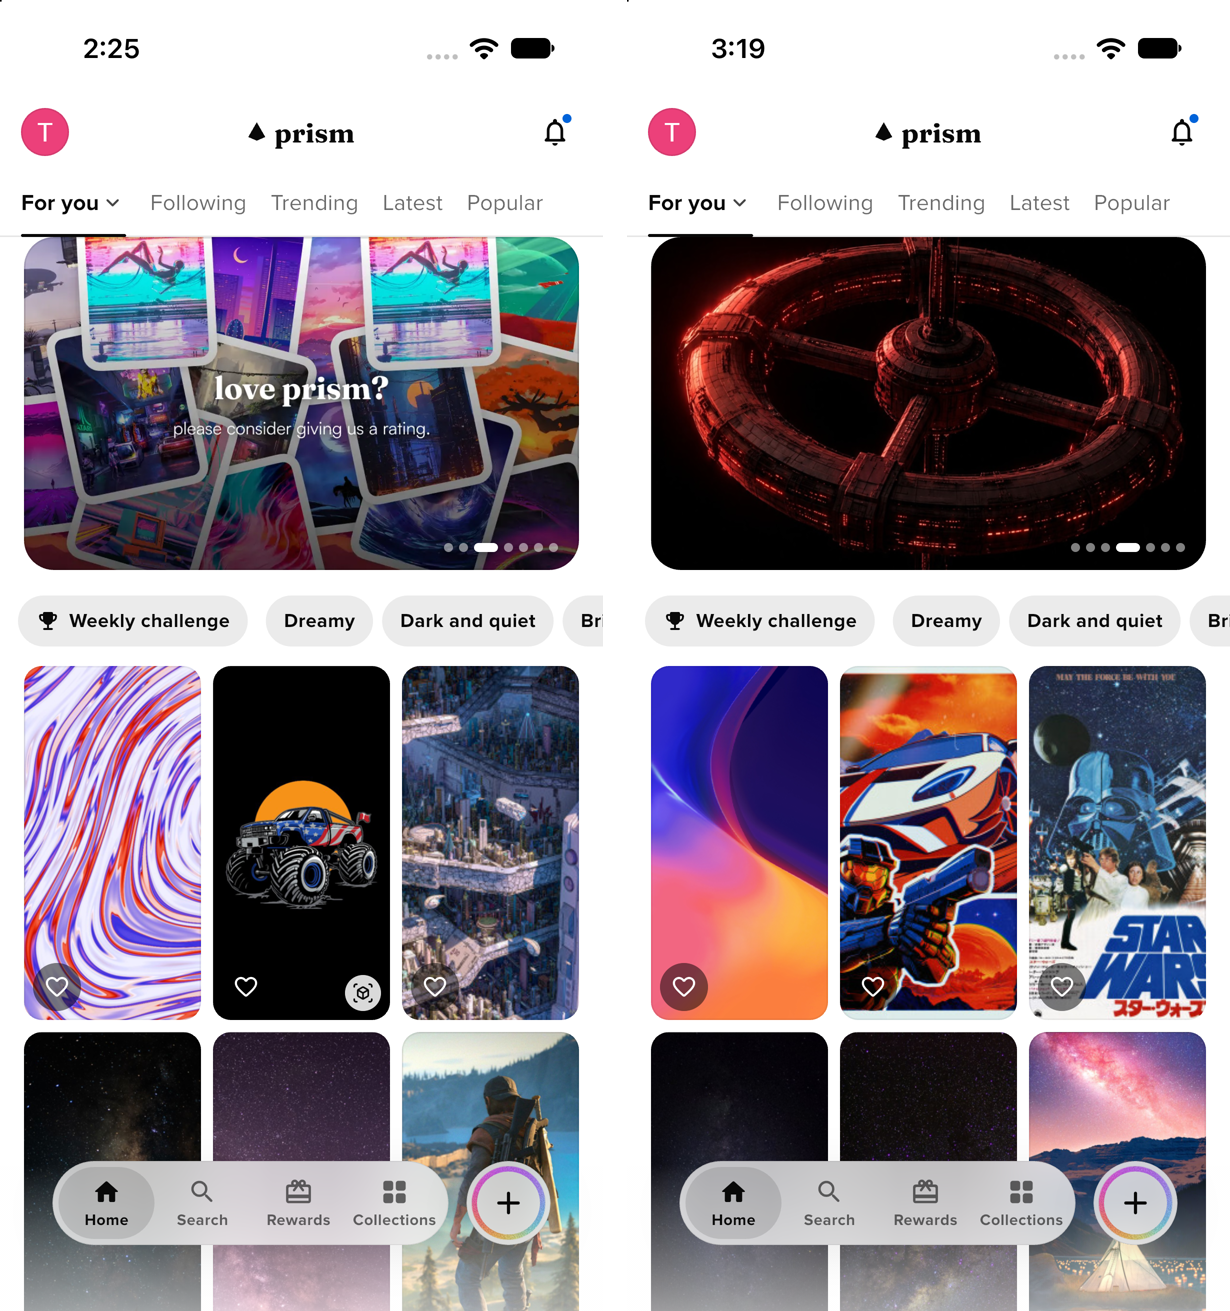 2:25
T
prism
For you
Following
Trending
Latest
Popular
love prism?
please consider giving us a rating.
Weekly challenge
Dreamy
Dark and quiet
Bri
Home
Search
Rewards
Collections
3:19
T
prism
For you
Following
Trending
Latest
Popular
Weekly challenge
Dreamy
Dark and quiet
Bri
MAY THE FORCE BE WITH YOU
STAR
WARS
スター・ウォーズ
Home
Search
Rewards
Collections